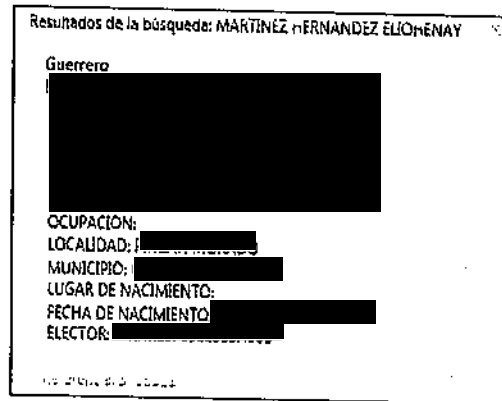 Resultados de la búsqueda: MARTINEZ HERNANDEZ ELIOHENAY
Guerrero
OCUPACION:
LOCALIDAD:
MUNICIPIO:
LUGAR DE NACIMIENTO:
FECHA DE NACIMIENTO
ELECTOR: